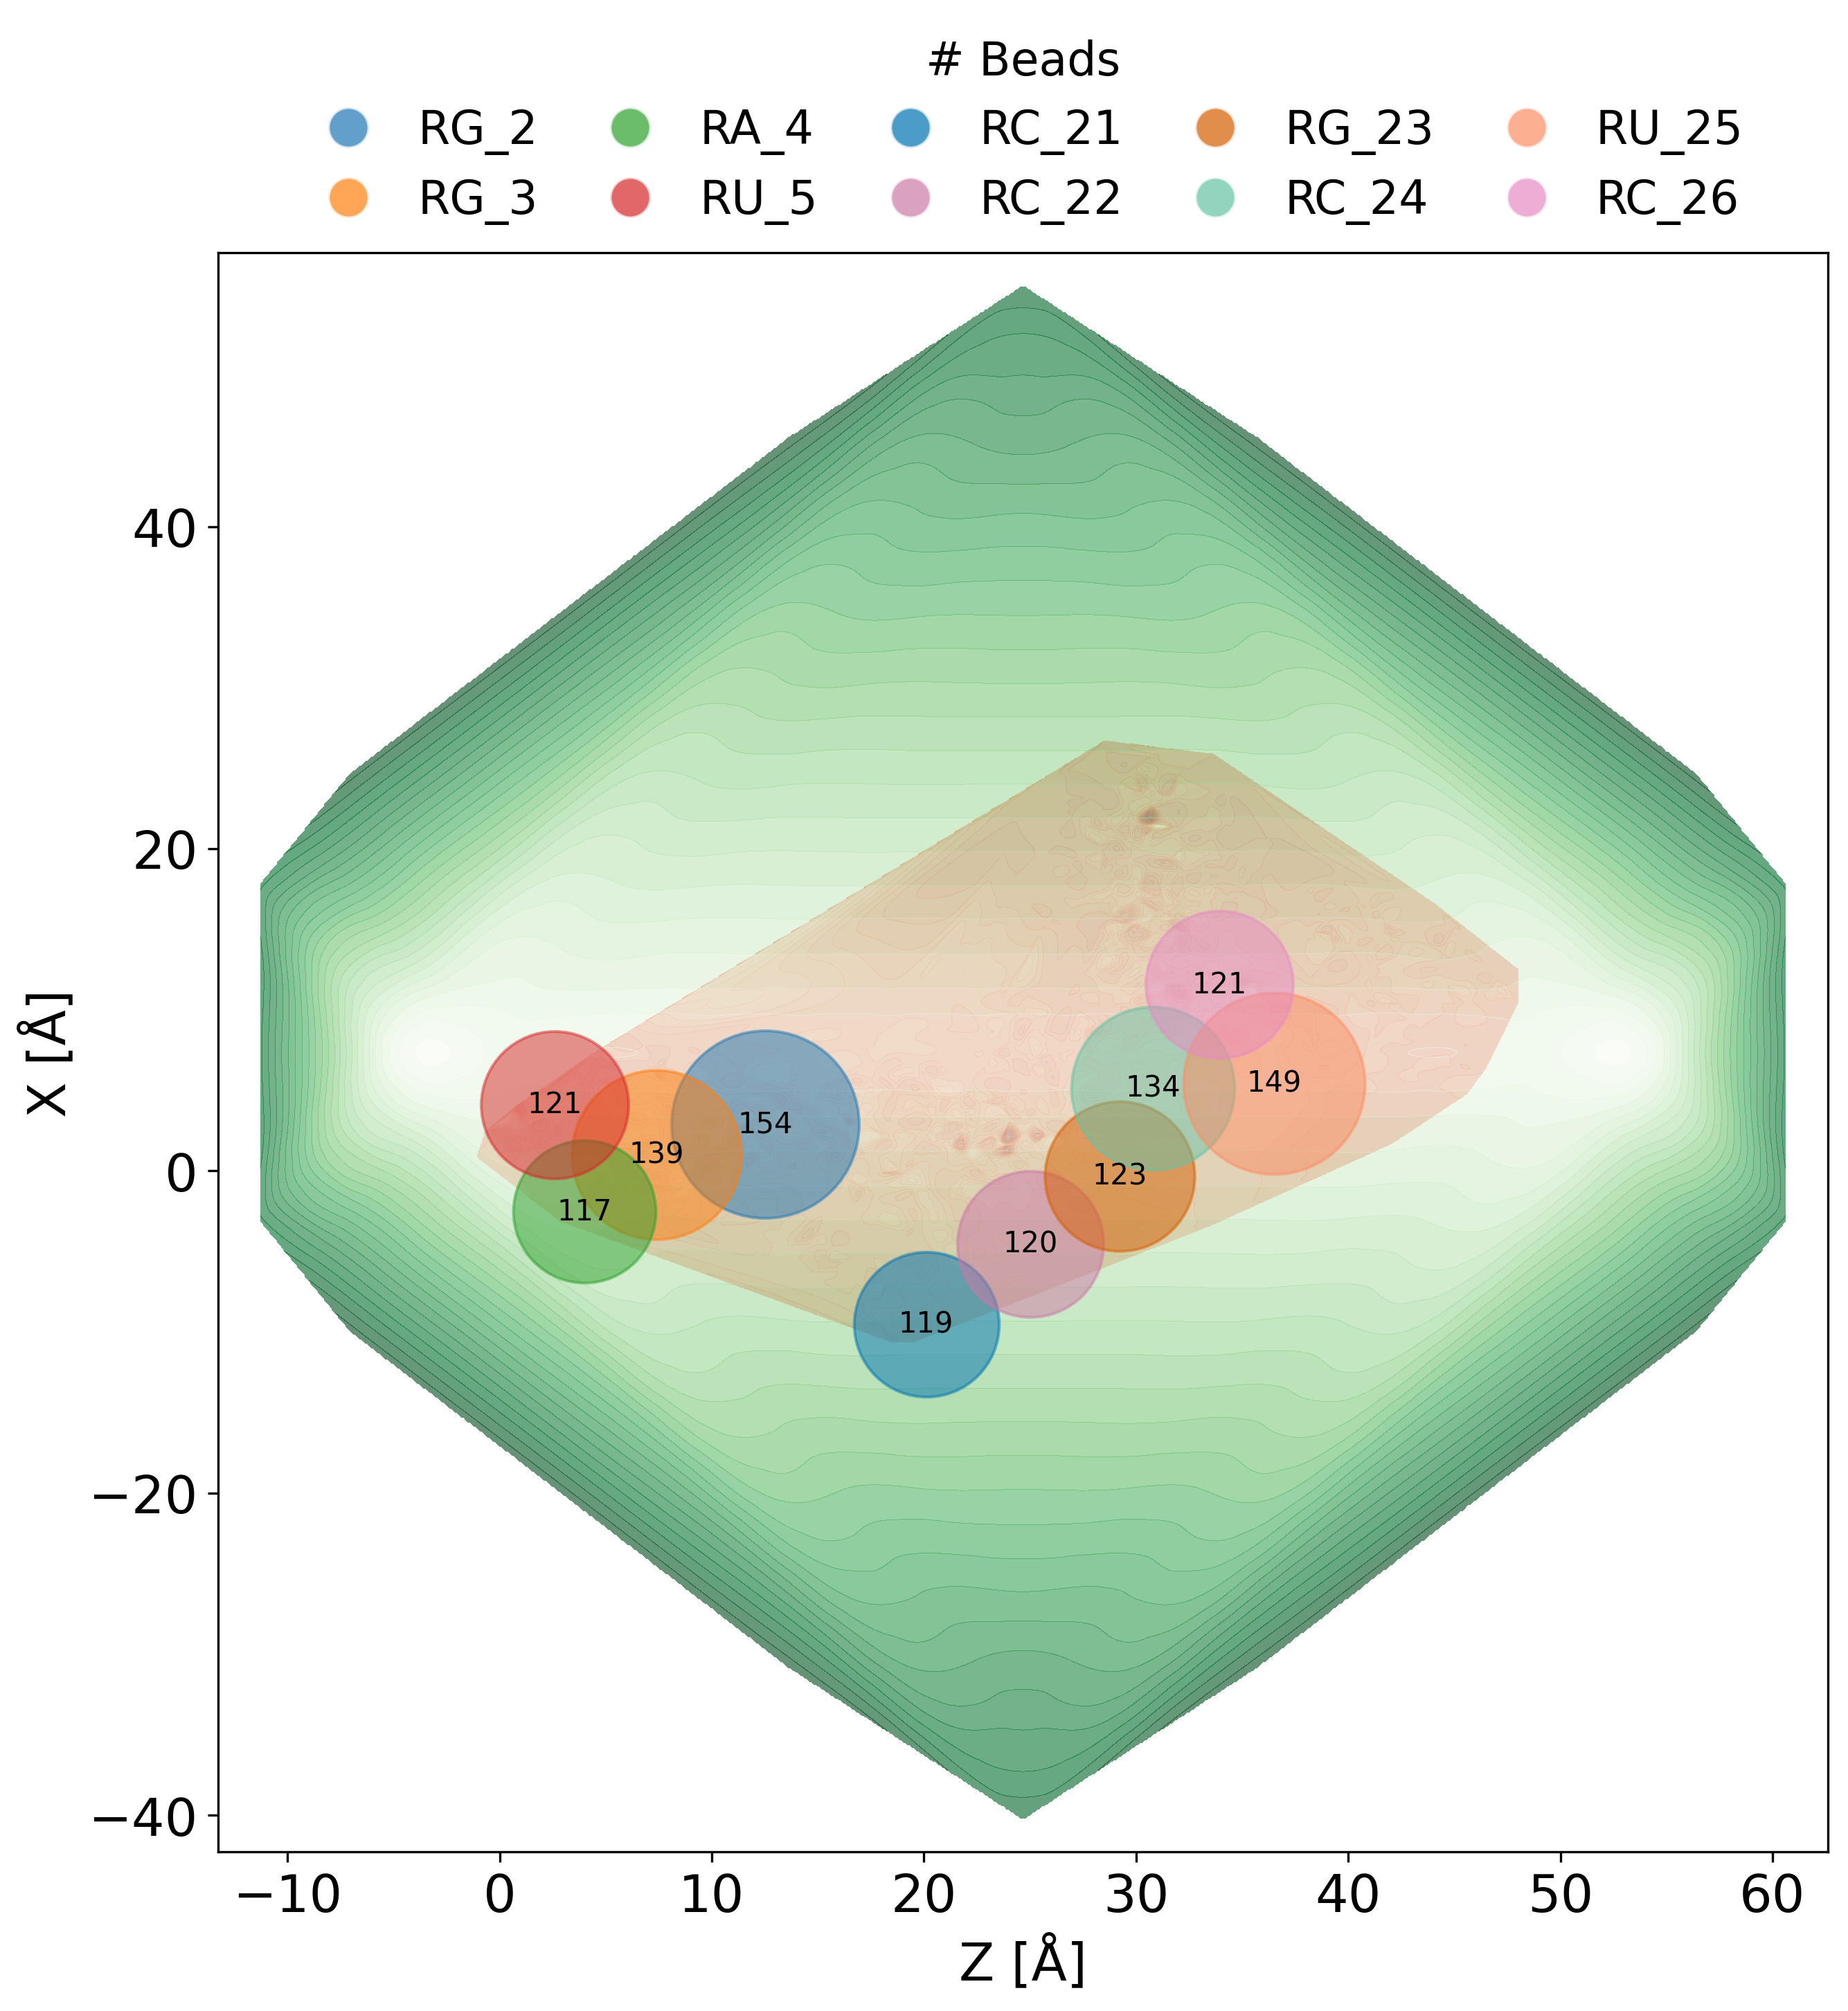 # Beads
RG_2 RA_4 RC_21 RG_23 RU_25
RG_3 RU_5 RC_22 RC_24 RC_26
X [Å]
40
20
0
−20
−40
121
121
134
149
154
139
123
117
120
119
−10 0 10 20 30 40 50 60
Z [Å]